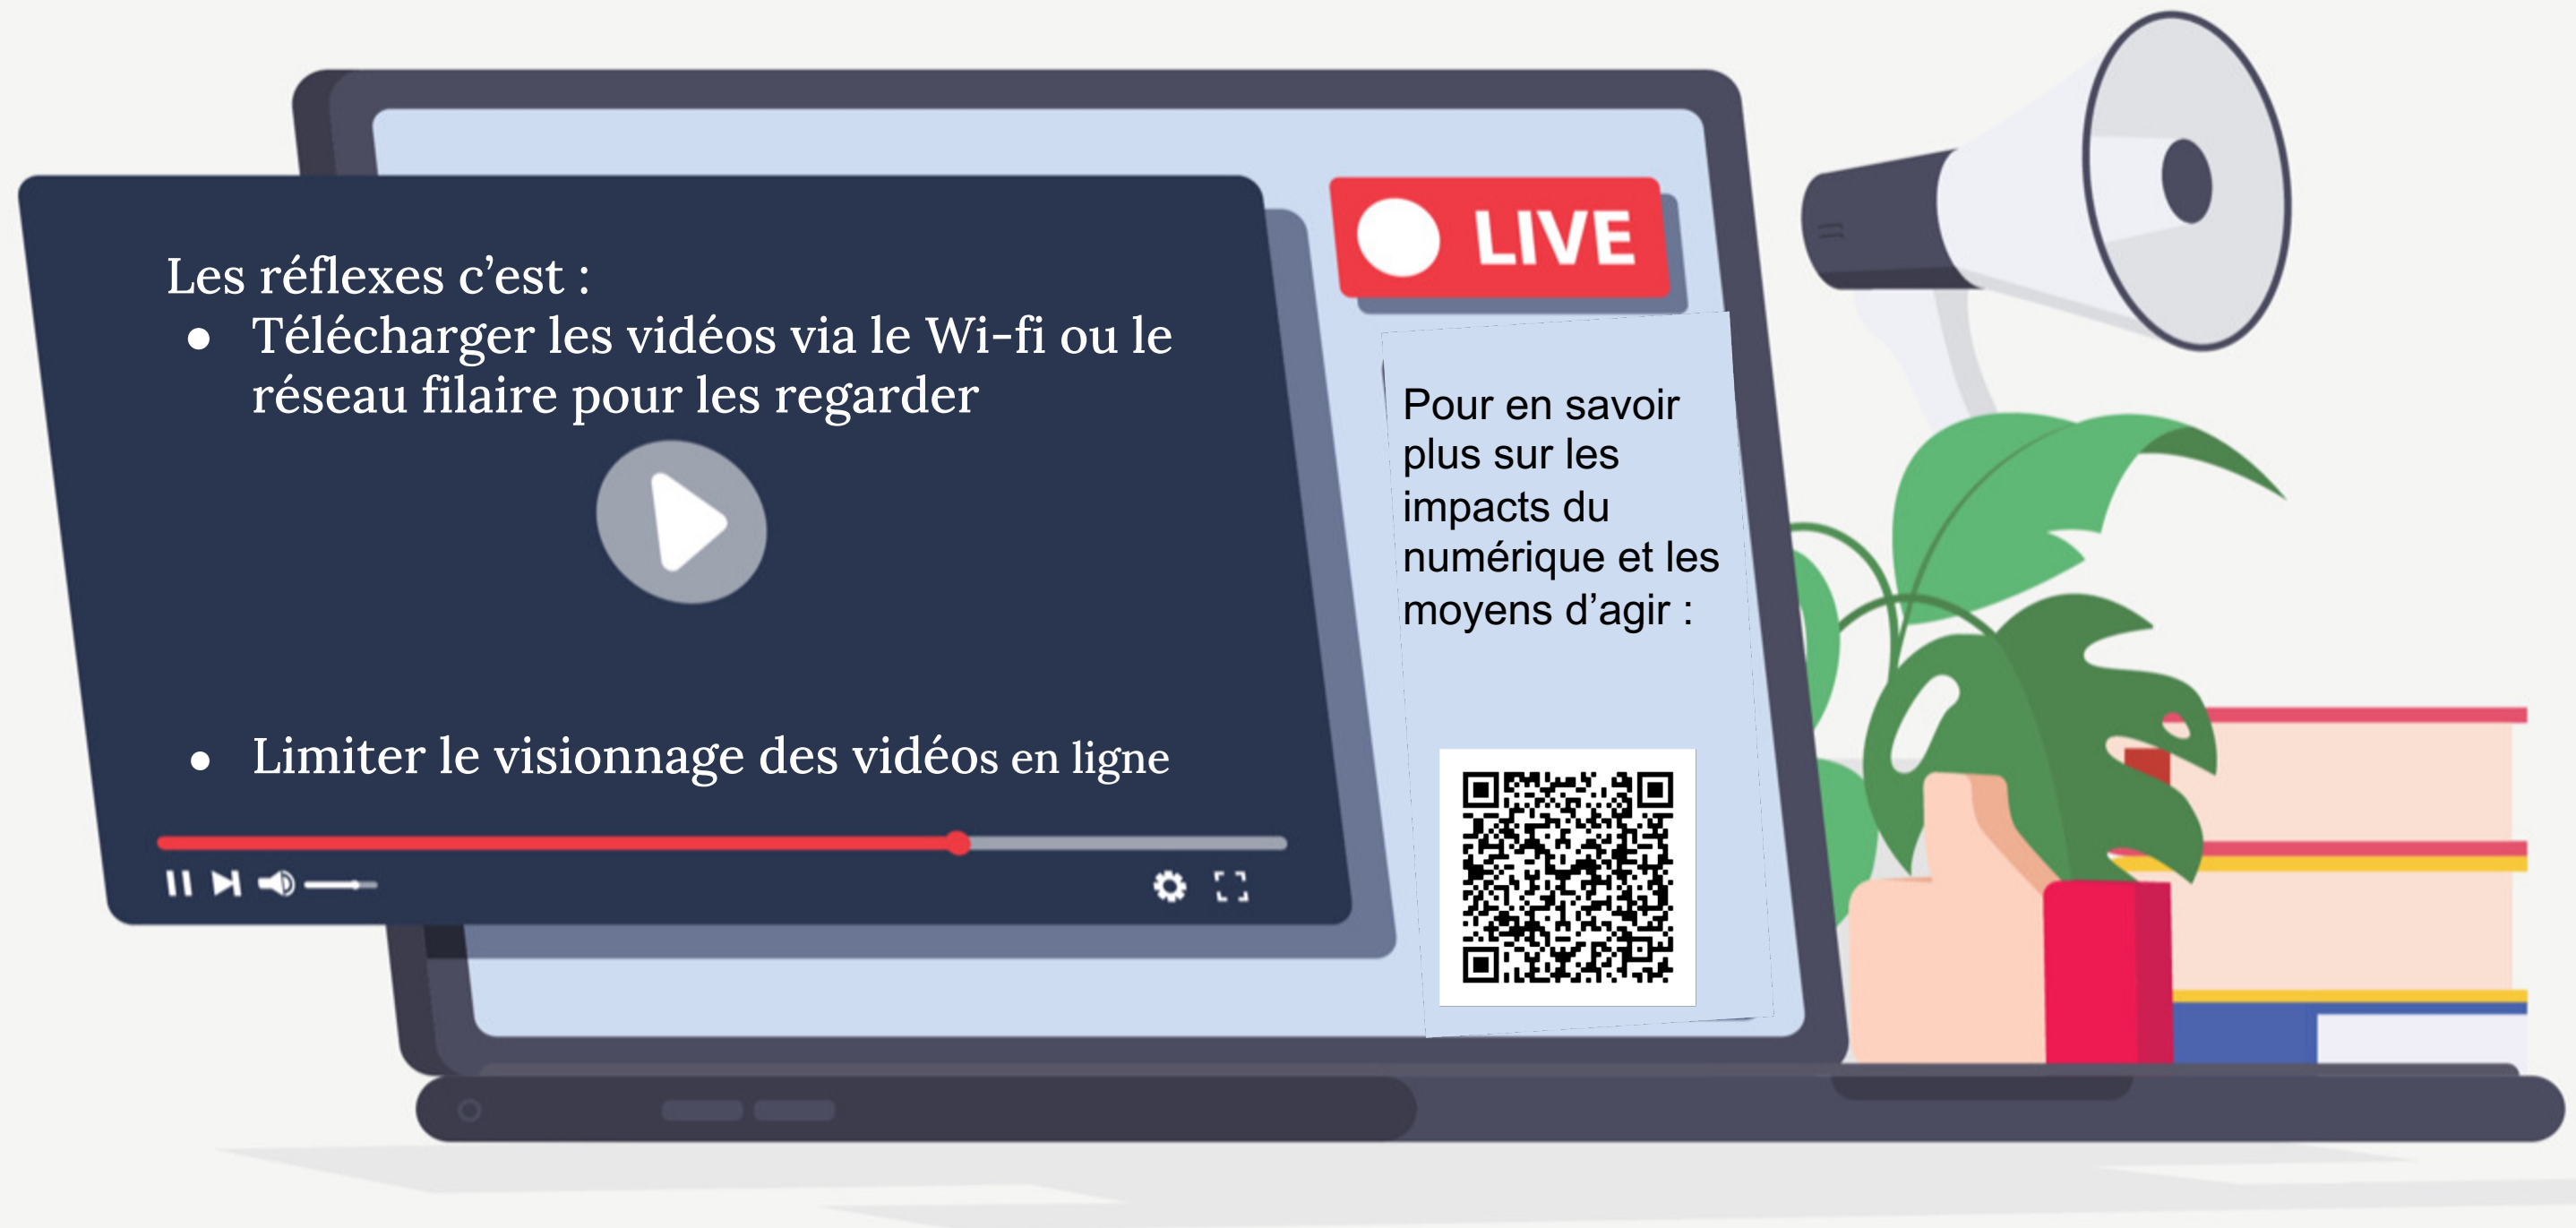 Les réflexes c’est :
● Télécharger les vidéos via le Wi-fi ou le
réseau filaire pour les regarder
● Limiter le visionnage des vidéos en ligne
LIVE
Pour en savoir
plus sur les
impacts du
numérique et les
moyens d’agir :